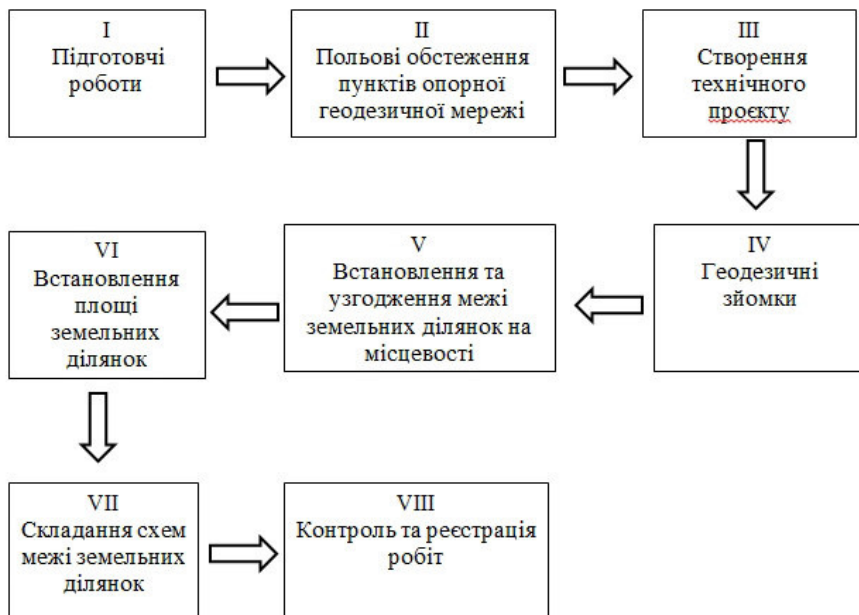 I
Підготовчі
роботи
II
Польові обстеження
пунктів опорної
геодезичної мережі
III
Створення
технічного
проєкту
IV
Геодезичні
зйомки
V
Встановлення та
узгодження межі
земельних ділянок на
місцевості
VI
Встановлення
площі
земельних
ділянок
VII
Складання схем
межі земельних
ділянок
VIII
Контроль та реєстрація
робіт